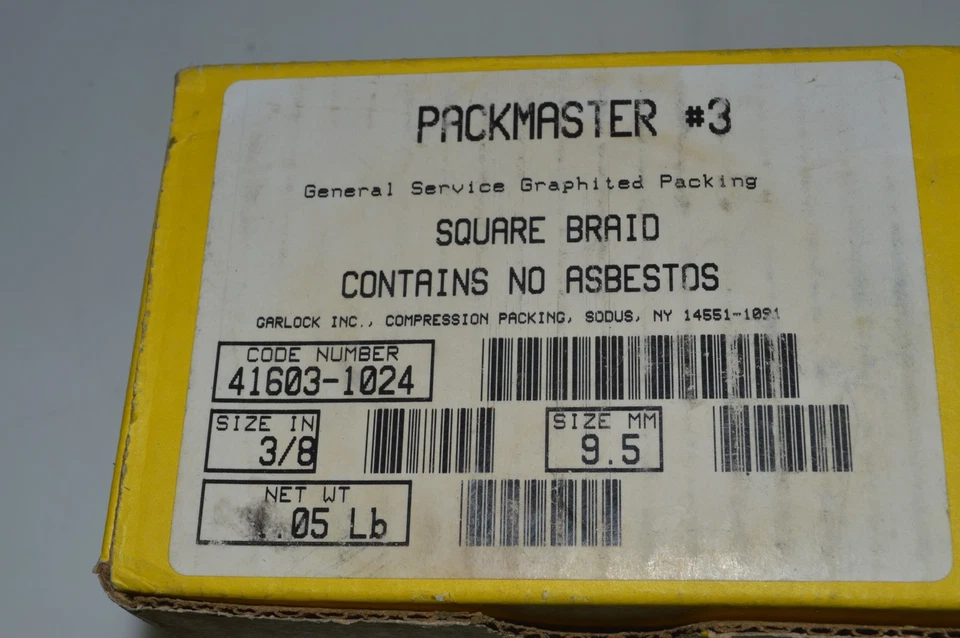 PACKMASTER #3
General Service Graphited Packing
SQUARE BRAID
CONTAINS NO ASBESTOS
GARLOCK INC., COMPRESSION PACKING, SODUS, NY 14551-1091
CODE NUMBER
41603-1024
SIZE IN
3/8
SIZE MM
9.5
NET WT
.05 Lb